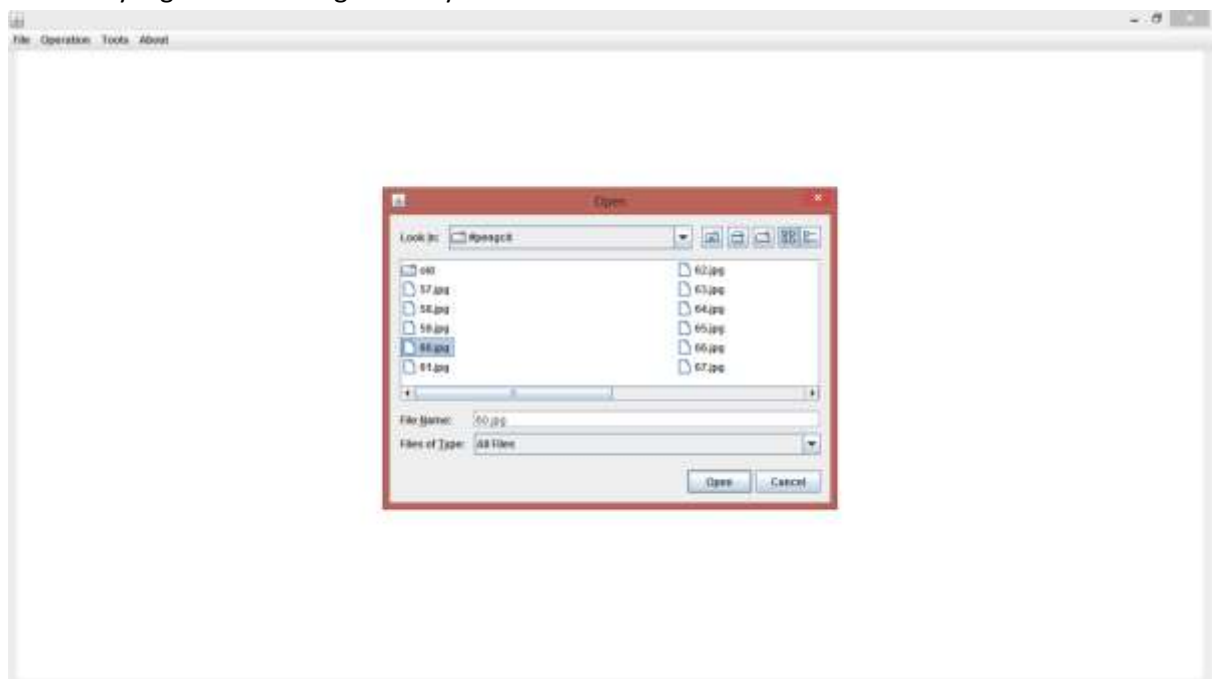 File Operation Tools About
Open
Look In: #pengcit
old
57.jpg
58.jpg
59.jpg
60.jpg
61.jpg
62.jpg
63.jpg
64.jpg
65.jpg
66.jpg
67.jpg
File Name: 60.jpg
Files of Type: All Files
Open Cancel